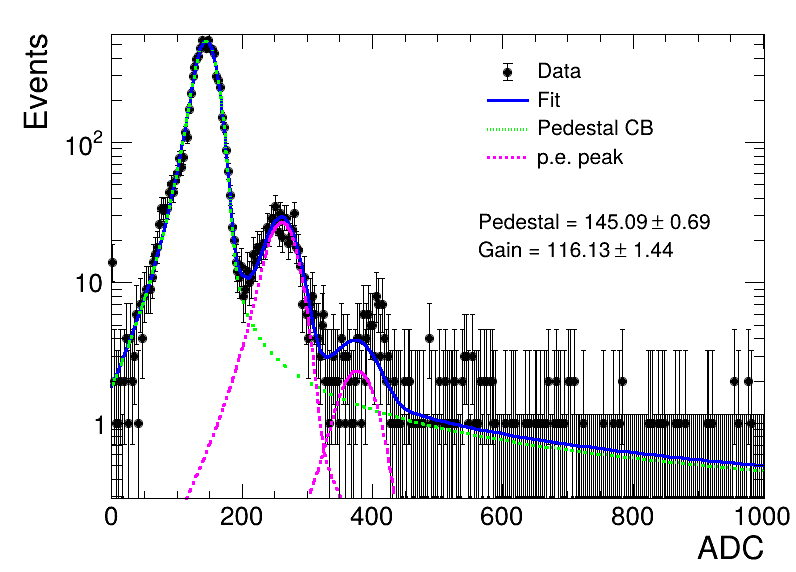 Events
Data
Fit
Pedestal CB
p.e. peak
Pedestal = 145.09 ± 0.69
Gain = 116.13 ± 1.44
10²
10
1
0 200 400 600 800 1000
ADC